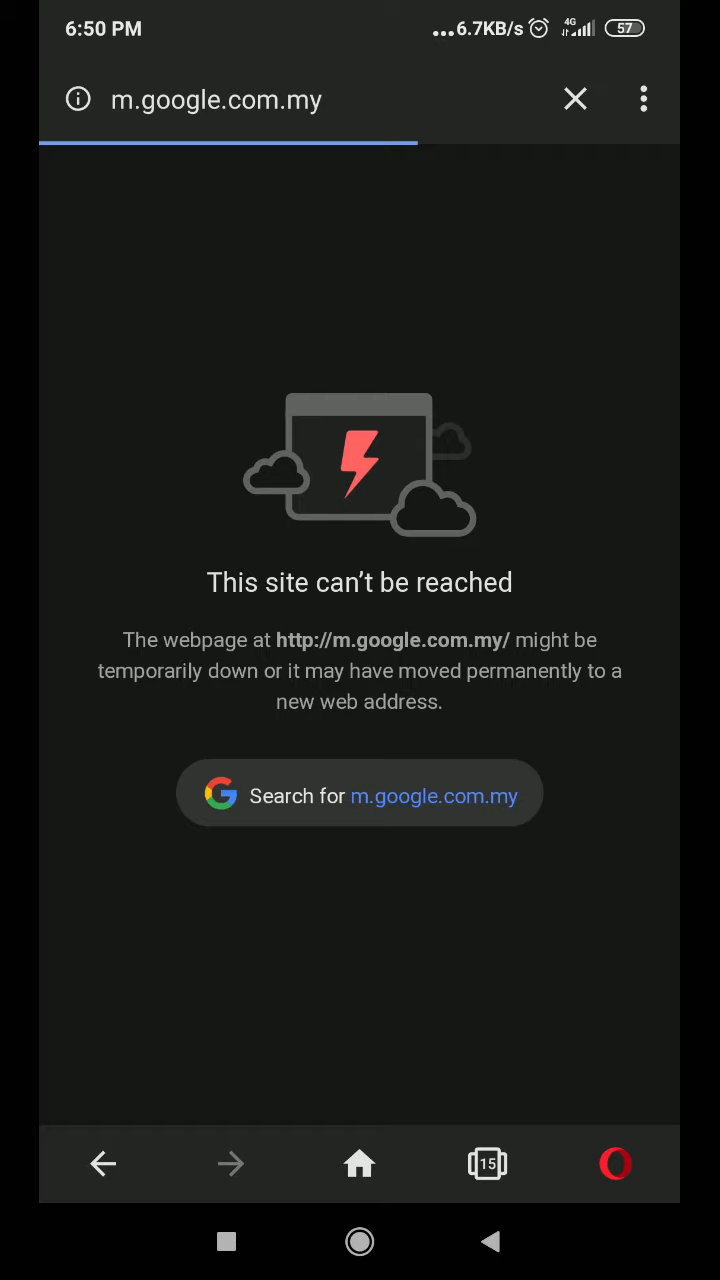 6:50 PM ...6.7KB/s 4G 57
m.google.com.my
This site can’t be reached
The webpage at http://m.google.com.my/ might be
temporarily down or it may have moved permanently to a
new web address.
Search for m.google.com.my
15